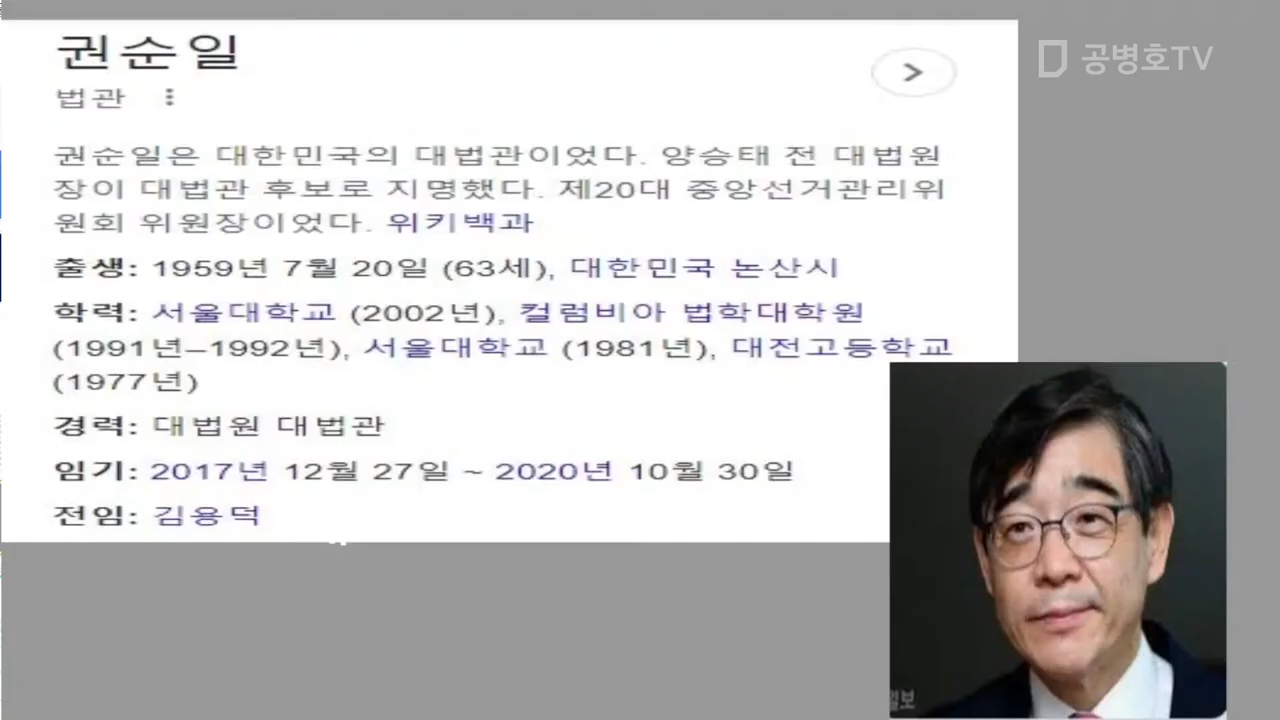 권순일
공병호TV
법관
권순일은 대한민국의 대법관이었다. 양승태 전 대법원
장이 대법관 후보로 지명했다. 제20대 중앙선거관리위
원회 위원장이었다. 위키백과
출생: 1959년 7월 20일 (63세), 대한민국 논산시
학력: 서울대학교 (2002년), 컬럼비아 법학대학원
(1991년–1992년), 서울대학교 (1981년), 대전고등학교
(1977년)
경력: 대법원 대법관
임기: 2017년 12월 27일 ~ 2020년 10월 30일
전임: 김용덕